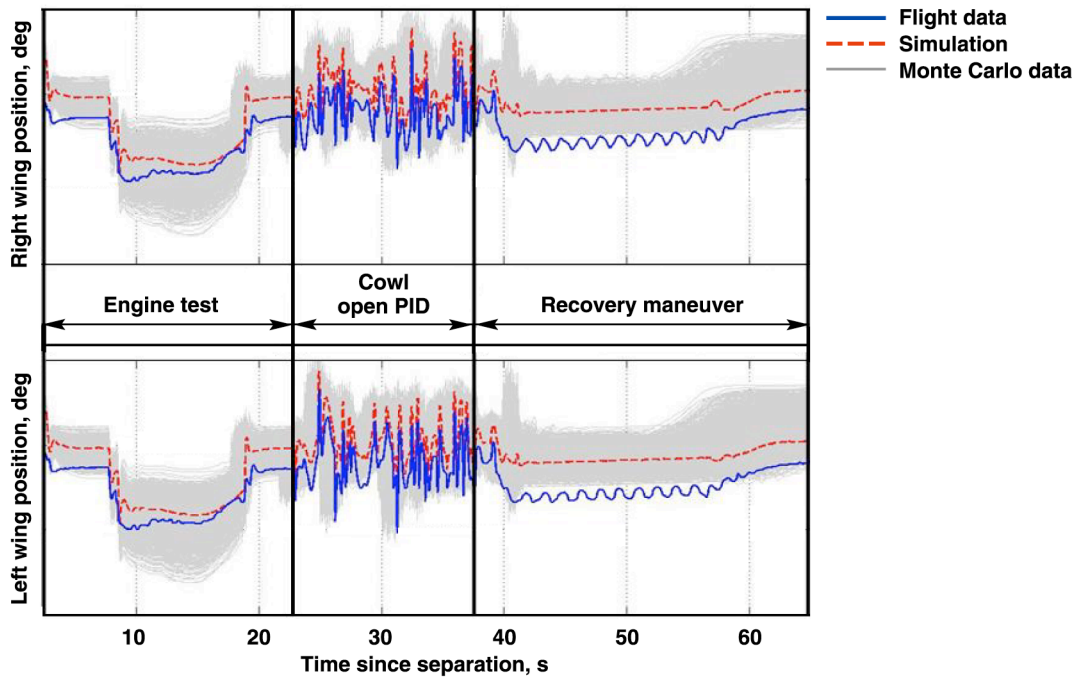 Flight data
Simulation
Monte Carlo data
Right wing position, deg
Engine test
Cowl
open PID
Recovery maneuver
Left wing position, deg
10 20 30 40 50 60
Time since separation, s